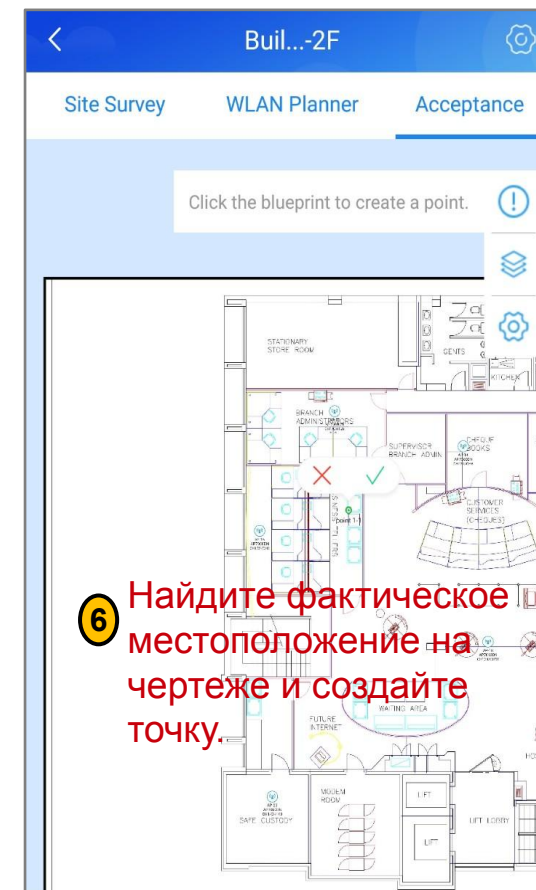 Buil...-2F
Site Survey
WLAN Planner
Acceptance
Click the blueprint to create a point.
STATIONARY
STORE ROOM
GENTS
KITCHEN
BRANCH
ADMINISTRATORS
SUPERVISOR
BRANCH ADMIN
CHEQUE
BOOKS
CUSTOMER
SERVICES
(CHEQUES)
point 1-1
6
Найдите фактическое
местоположение на
чертеже и создайте
точку.
WAITING AREA
FUTURE
INTERNET
MODEM
ROOM
SAFE CUSTODY
LIFT
LIFT
LIFT LOBBY